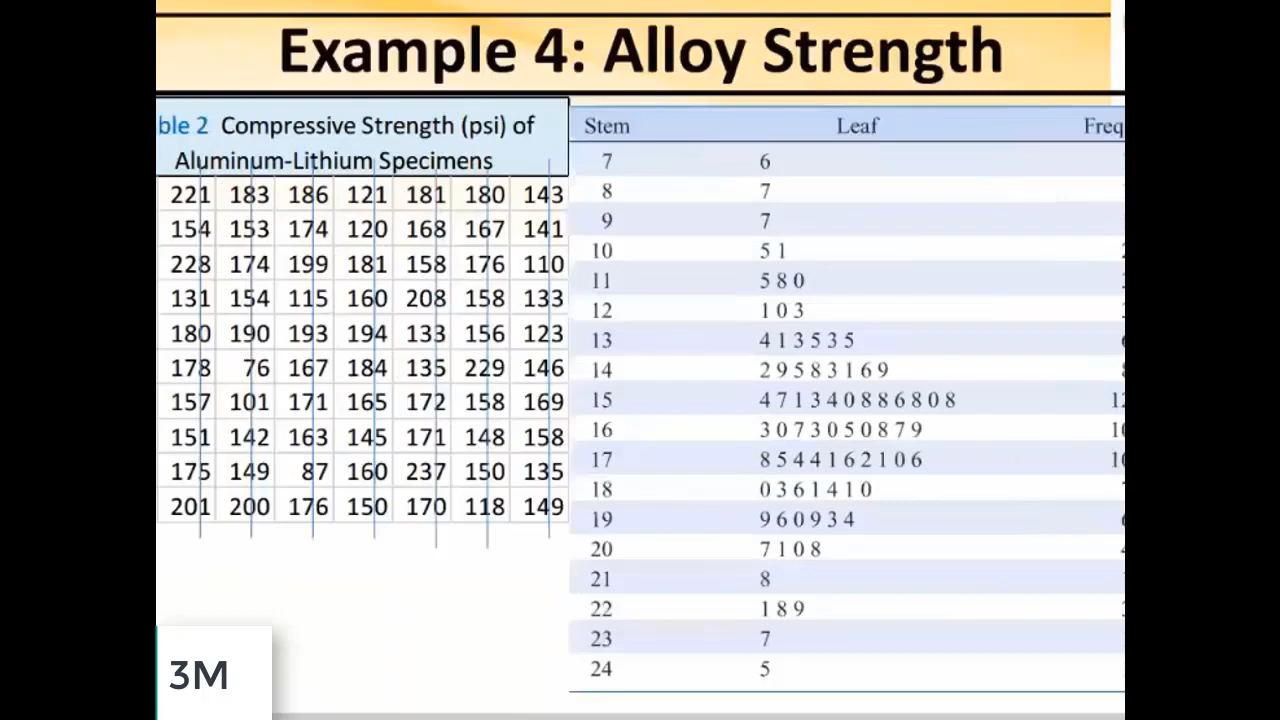 Example 4: Alloy Strength
ble 2 Compressive Strength (psi) of
Aluminum-Lithium Specimens
221 183 186 121 181 180 143
154 153 174 120 168 167 141
228 174 199 181 158 176 110
131 154 115 160 208 158 133
180 190 193 194 133 156 123
178 76 167 184 135 229 146
157 101 171 165 172 158 169
151 142 163 145 171 148 158
175 149 87 160 237 150 135
201 200 176 150 170 118 149
Stem Leaf Freq
7 6
8 7
9 7
10 5 1
11 5 8 0
12 1 0 3
13 4 1 3 5 3 5
14 2 9 5 8 3 1 6 9
15 4 7 1 3 4 0 8 8 6 8 0 8
16 3 0 7 3 0 5 0 8 7 9
17 8 5 4 4 1 6 2 1 0 6
18 0 3 6 1 4 1 0
19 9 6 0 9 3 4
20 7 1 0 8
21 8
22 1 8 9
23 7
24 5
3M